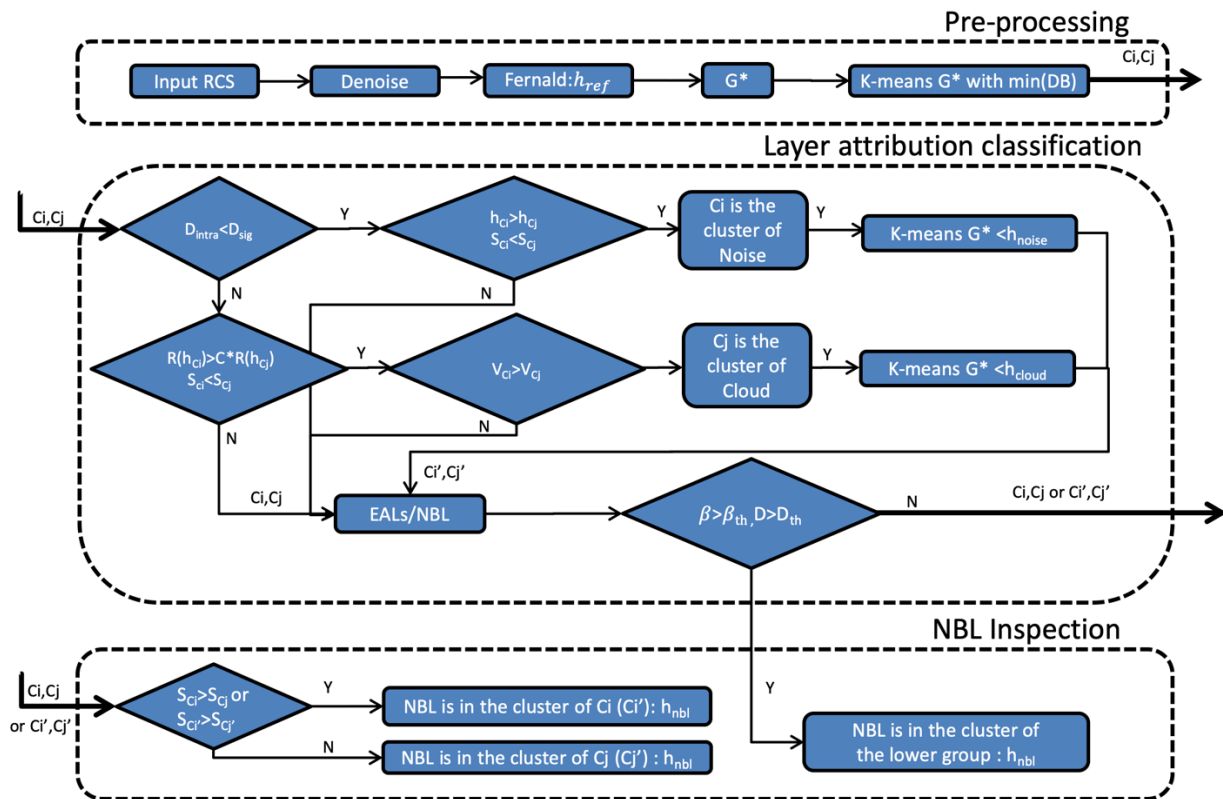 Pre-processing
Ci,Cj
Input RCS
Denoise
Fernald:h_ref
G*
K-means G* with min(DB)
Layer attribution classification
Ci,Cj
D_intra<D_sig
Y
h_Ci>h_Cj
S_Ci<S_Cj
Y
Ci is the
cluster of
Noise
Y
K-means G* <h_noise
N
N
R(h_Ci)>C*R(h_Cj)
S_ci<S_Cj
Y
V_Ci>V_Cj
Cj is the
cluster of
Cloud
Y
K-means G* <h_cloud
N
N
Ci',Cj'
Ci,Cj
EALs/NBL
β>β_th,D>D_th
N
Ci,Cj or Ci',Cj'
NBL Inspection
Ci,Cj
or Ci',Cj'
S_Ci>S_Cj or
S_Ci'>S_Cj'
Y
NBL is in the cluster of Ci (Ci'): h_nbl
N
NBL is in the cluster of Cj (Cj') : h_nbl
Y
NBL is in the cluster of
the lower group : h_nbl